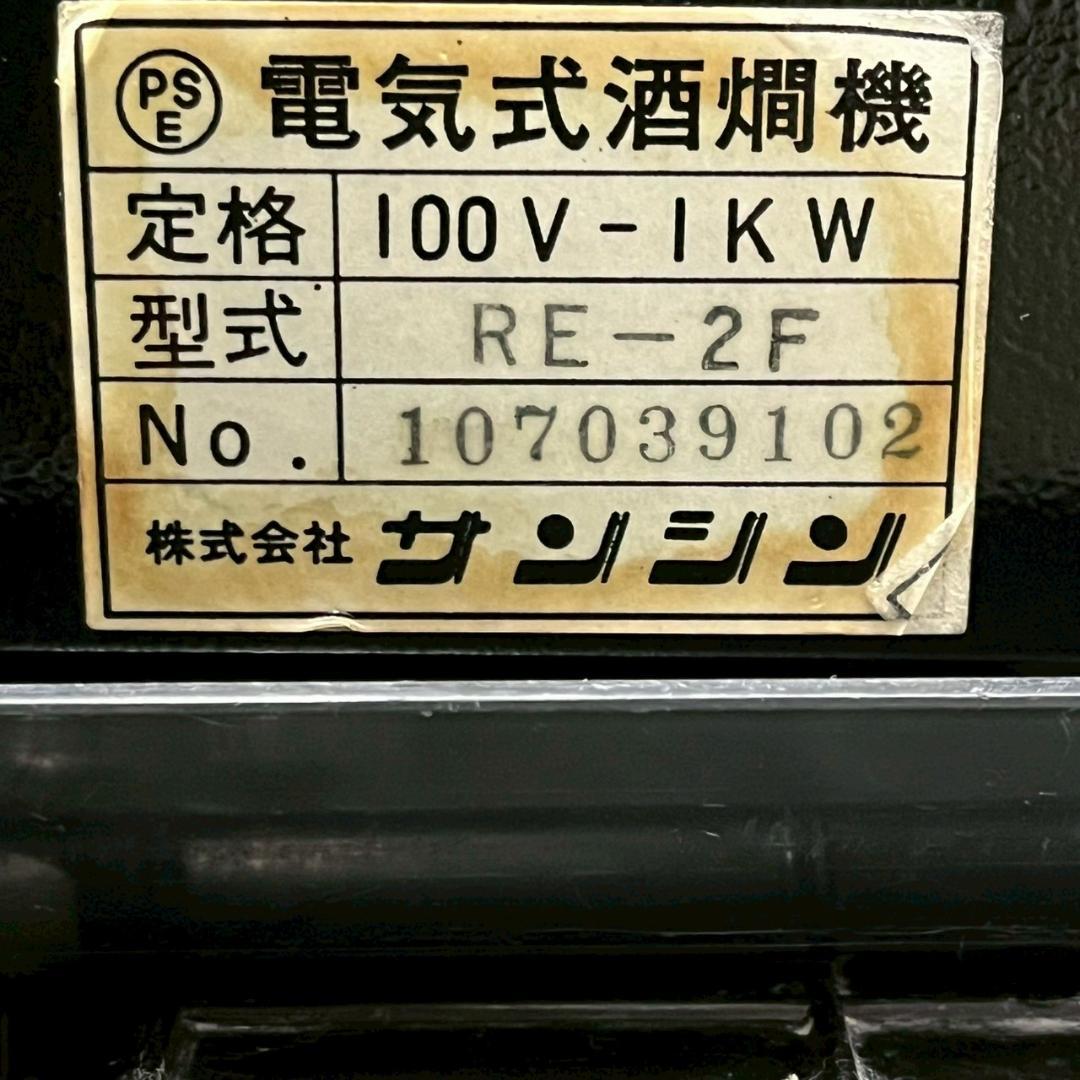 PSE 電気式酒燗機
定格 100V-1KW
型式 RE-2F
No. 107039102
株式会社 サンシン